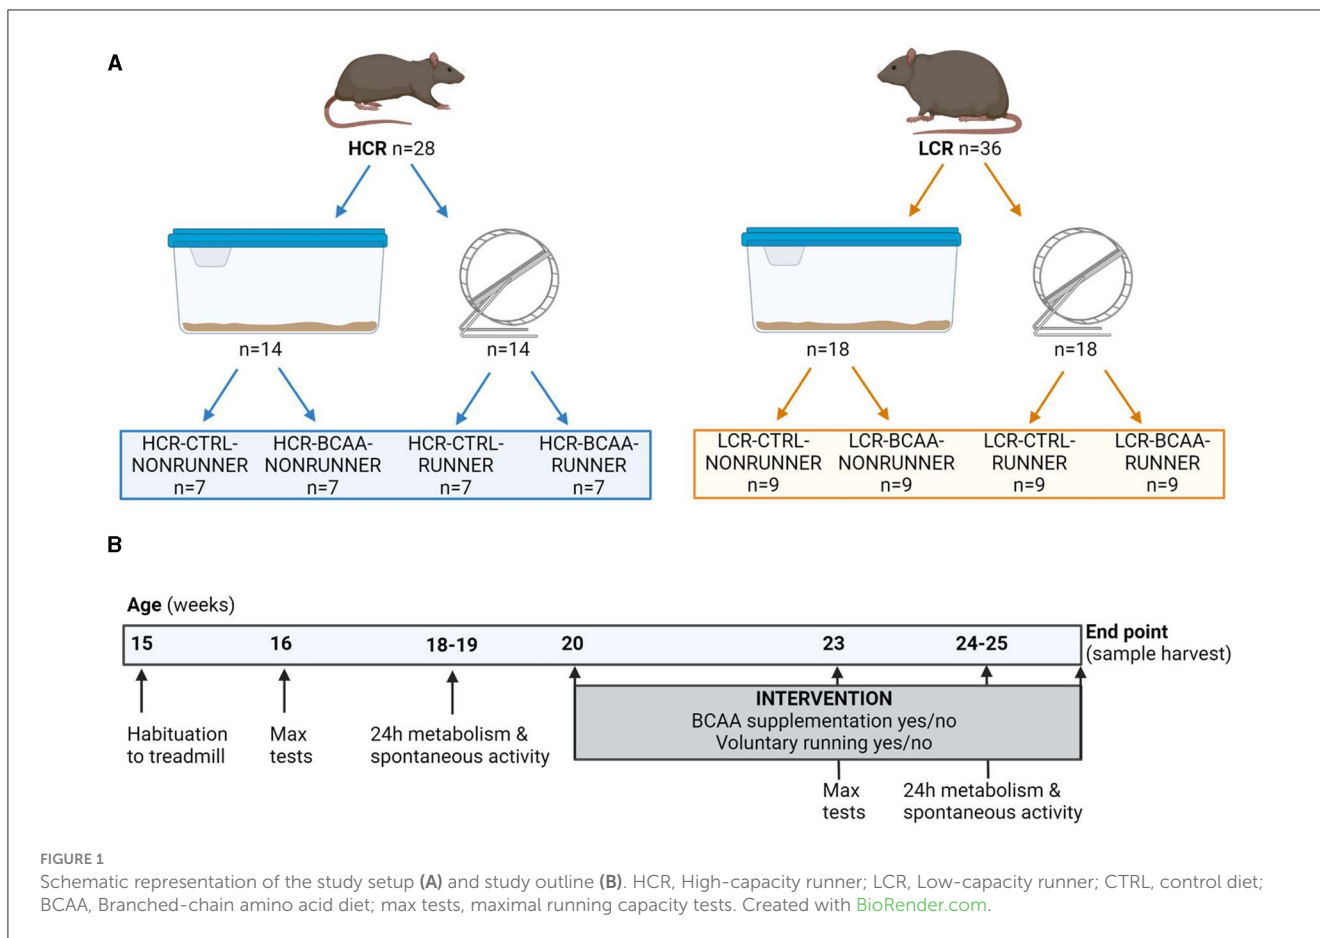 A
HCR n=28
LCR n=36
n=14
n=14
n=18
n=18
HCR-CTRL-
NONRUNNER
n=7
HCR-BCAA-
NONRUNNER
n=7
HCR-CTRL-
RUNNER
n=7
HCR-BCAA-
RUNNER
n=7
LCR-CTRL-
NONRUNNER
n=9
LCR-BCAA-
NONRUNNER
n=9
LCR-CTRL-
RUNNER
n=9
LCR-BCAA-
RUNNER
n=9
B
Age (weeks)
15
16
18-19
20
23
24-25
End point
(sample harvest)
Habituation
to treadmill
Max
tests
24h metabolism &
spontaneous activity
INTERVENTION
BCAA supplementation yes/no
Voluntary running yes/no
Max
tests
24h metabolism &
spontaneous activity
FIGURE 1
Schematic representation of the study setup (A) and study outline (B). HCR, High-capacity runner; LCR, Low-capacity runner; CTRL, control diet;
BCAA, Branched-chain amino acid diet; max tests, maximal running capacity tests. Created with BioRender.com.